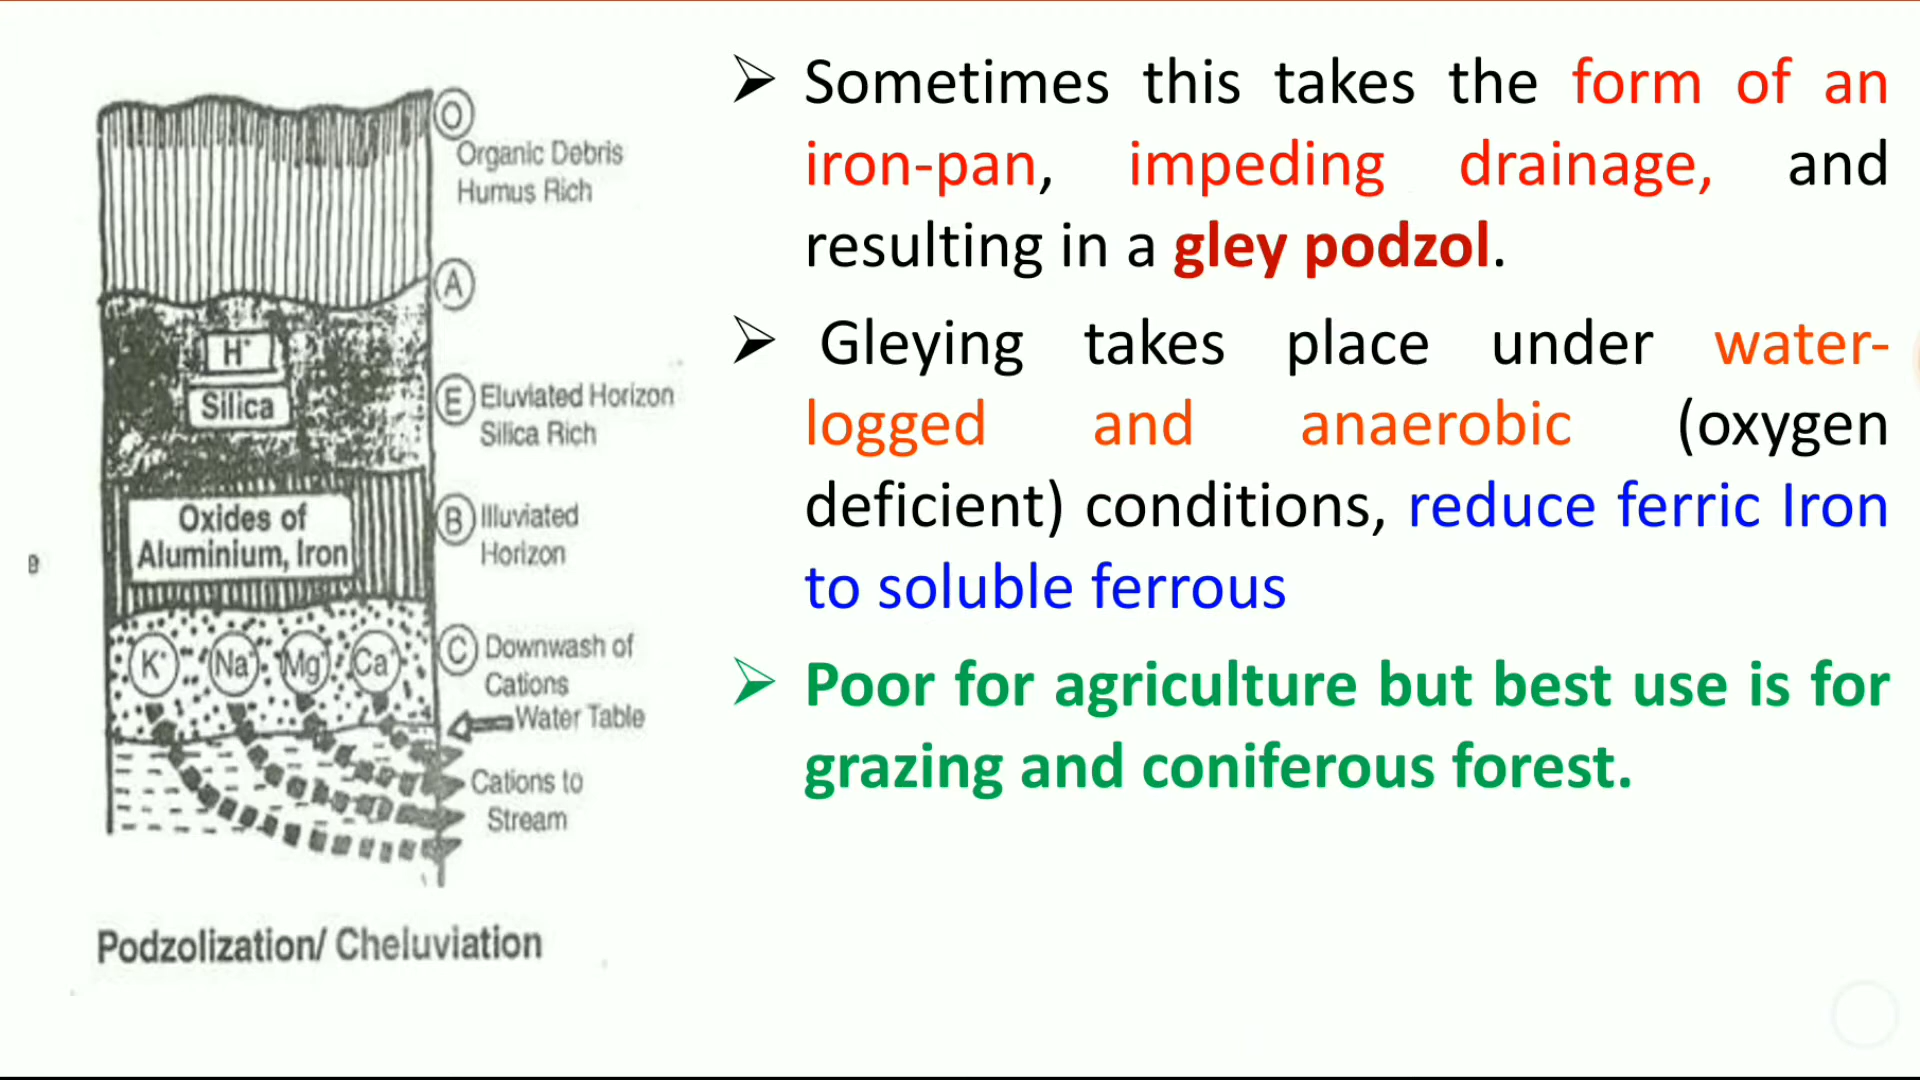 O
Organic Debris
Humus Rich
A
H+
Silica
E Eluviated Horizon
Silica Rich
Oxides of
Aluminium, Iron
B Illuviated
Horizon
K+ Na+ Mg+ Ca+
C Downwash of
Cations
Water Table
Cations to
Stream
Podzolization/ Cheluviation
e
➢ Sometimes this takes the form of an
iron-pan, impeding drainage, and
resulting in a gley podzol.
➢ Gleying takes place under water-
logged and anaerobic (oxygen
deficient) conditions, reduce ferric Iron
to soluble ferrous
➢ Poor for agriculture but best use is for
grazing and coniferous forest.